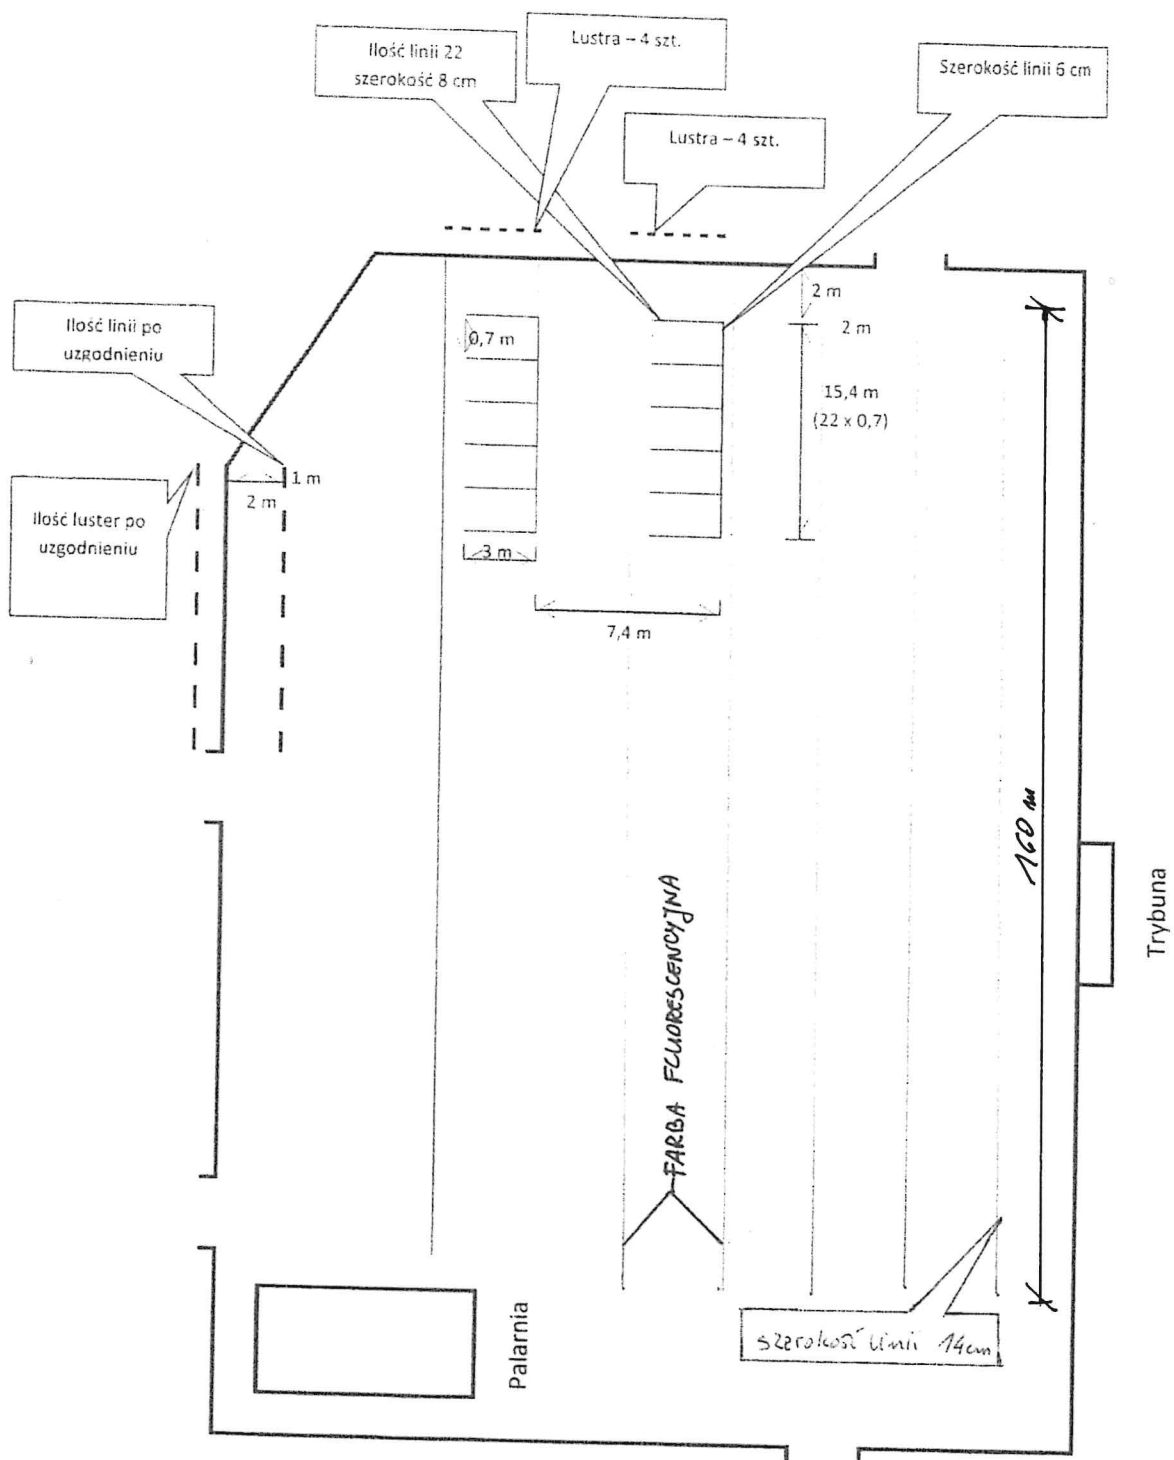 Ilość linii 22
szerokość 8 cm
Lustra – 4 szt.
Szerokość linii 6 cm
Lustra – 4 szt.
Ilość linii po
uzgodnieniu
2 m
2 m
0,7 m
15,4 m
(22 x 0,7)
1 m
2 m
Ilość luster po
uzgodnieniu
3 m
7,4 m
160 m
FARBA FLUORESCENCYJNA
Trybuna
Palarnia
szerokość linii 14cm